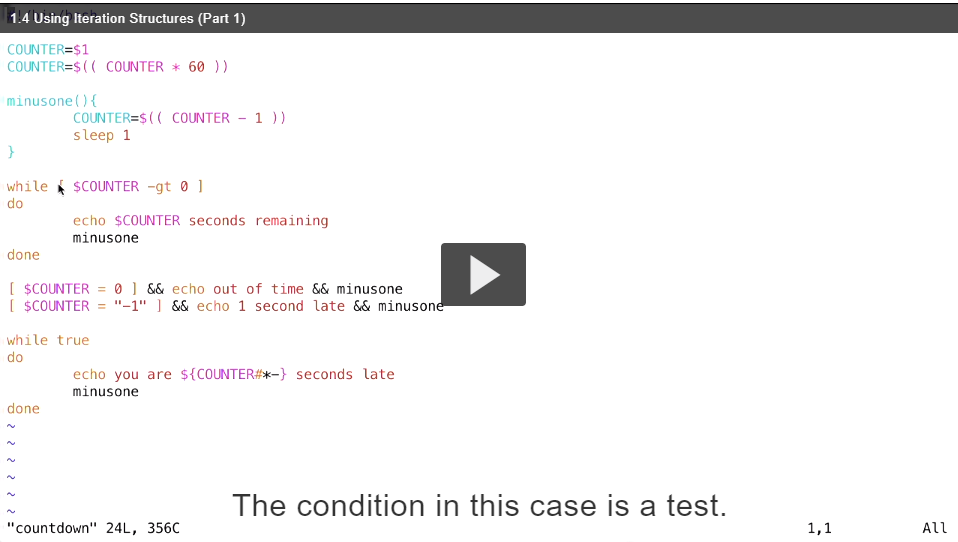 1.4 Using Iteration Structures (Part 1)
COUNTER=$1
COUNTER=$(( COUNTER * 60 ))
minusone(){
COUNTER=$(( COUNTER - 1 ))
sleep 1
}
while [ $COUNTER -gt 0 ]
do
echo $COUNTER seconds remaining
minusone
done
[ $COUNTER = 0 ] && echo out of time && minusone
[ $COUNTER = "-1" ] && echo 1 second late && minusone
while true
do
echo you are ${COUNTER#*-} seconds late
minusone
done
~
~
~
~
~
~
The condition in this case is a test.
"countdown" 24L, 356C 1,1 All